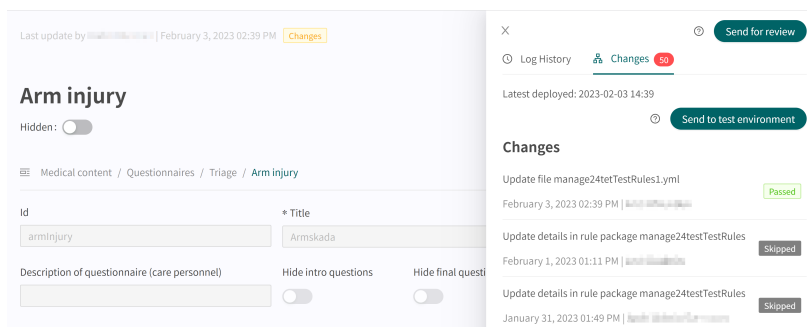 Last update by | February 3, 2023 02:39 PM Changes
Arm injury
Hidden:
Medical content / Questionnaires / Triage / Arm injury
Id
* Title
armInjury
Armskada
Description of questionnaire (care personnel)
Hide intro questions
Hide final questi
Send for review
Log History
Changes 50
Latest deployed: 2023-02-03 14:39
Send to test environment
Changes
Update file manage24tetTestRules1.yml
Passed
February 3, 2023 02:39 PM |
Update details in rule package manage24testTestRules
Skipped
February 1, 2023 01:11 PM |
Update details in rule package manage24testTestRules
Skipped
January 31, 2023 01:49 PM |